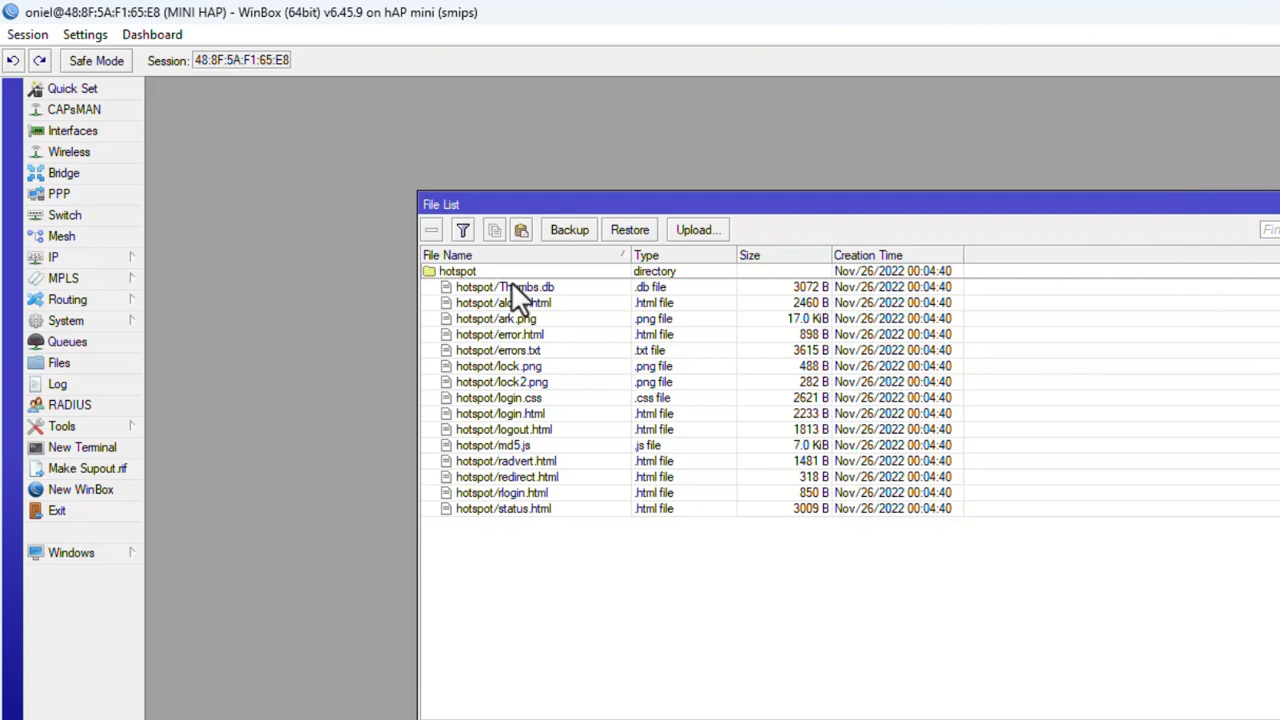 oniel@48:8F:5A:F1:65:E8 (MINI HAP) - WinBox (64bit) v6.45.9 on hAP mini (smips)
Session Settings Dashboard
Safe Mode Session: 48:8F:5A:F1:65:E8
Quick Set
CAPsMAN
Interfaces
Wireless
Bridge
PPP
Switch
Mesh
IP
MPLS
Routing
System
Queues
Files
Log
RADIUS
Tools
New Terminal
Make Supout.rif
New WinBox
Exit
Windows
File List
Backup Restore Upload...
File Name Type Size Creation Time
hotspot directory Nov/26/2022 00:04:40
hotspot/Thumbs.db .db file 3072 B Nov/26/2022 00:04:40
.html file 2460 B Nov/26/2022 00:04:40
hotspot/ark.png .png file 17.0 KiB Nov/26/2022 00:04:40
hotspot/error.html .html file 898 B Nov/26/2022 00:04:40
hotspot/errors.txt .txt file 3615 B Nov/26/2022 00:04:40
hotspot/lock.png .png file 488 B Nov/26/2022 00:04:40
hotspot/lock2.png .png file 282 B Nov/26/2022 00:04:40
hotspot/login.css .css file 2621 B Nov/26/2022 00:04:40
hotspot/login.html .html file 2233 B Nov/26/2022 00:04:40
hotspot/logout.html .html file 1813 B Nov/26/2022 00:04:40
hotspot/md5.js .js file 7.0 KiB Nov/26/2022 00:04:40
hotspot/radvert.html .html file 1481 B Nov/26/2022 00:04:40
hotspot/redirect.html .html file 318 B Nov/26/2022 00:04:40
hotspot/rlogin.html .html file 850 B Nov/26/2022 00:04:40
hotspot/status.html .html file 3009 B Nov/26/2022 00:04:40